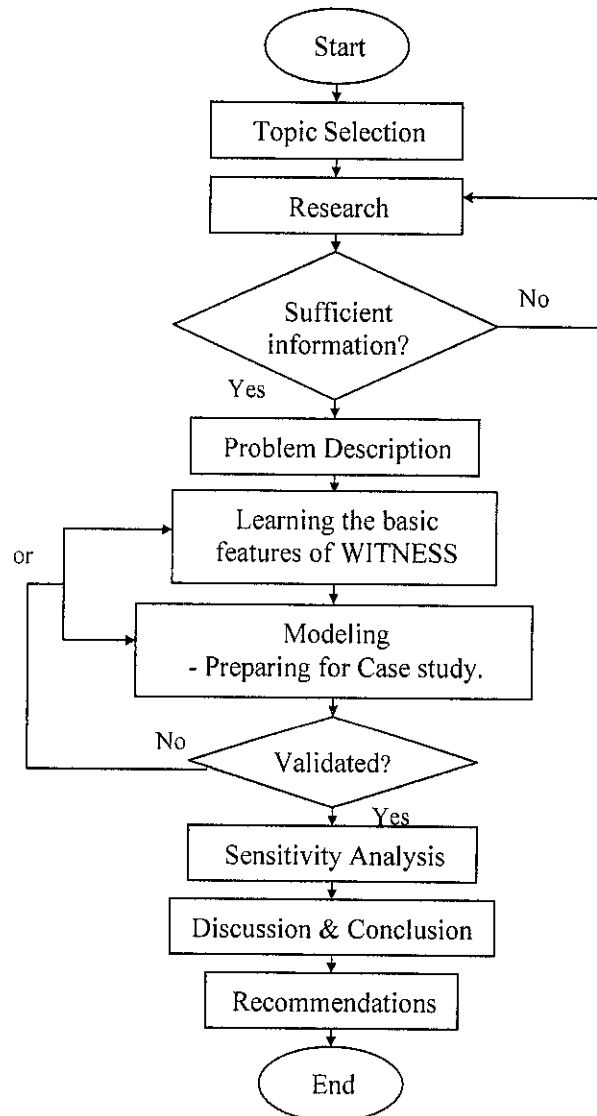 Start
Topic Selection
Research
Sufficient
information?
No
Yes
Problem Description
Learning the basic
features of WITNESS
or
Modeling
- Preparing for Case study.
No
Validated?
Yes
Sensitivity Analysis
Discussion & Conclusion
Recommendations
End